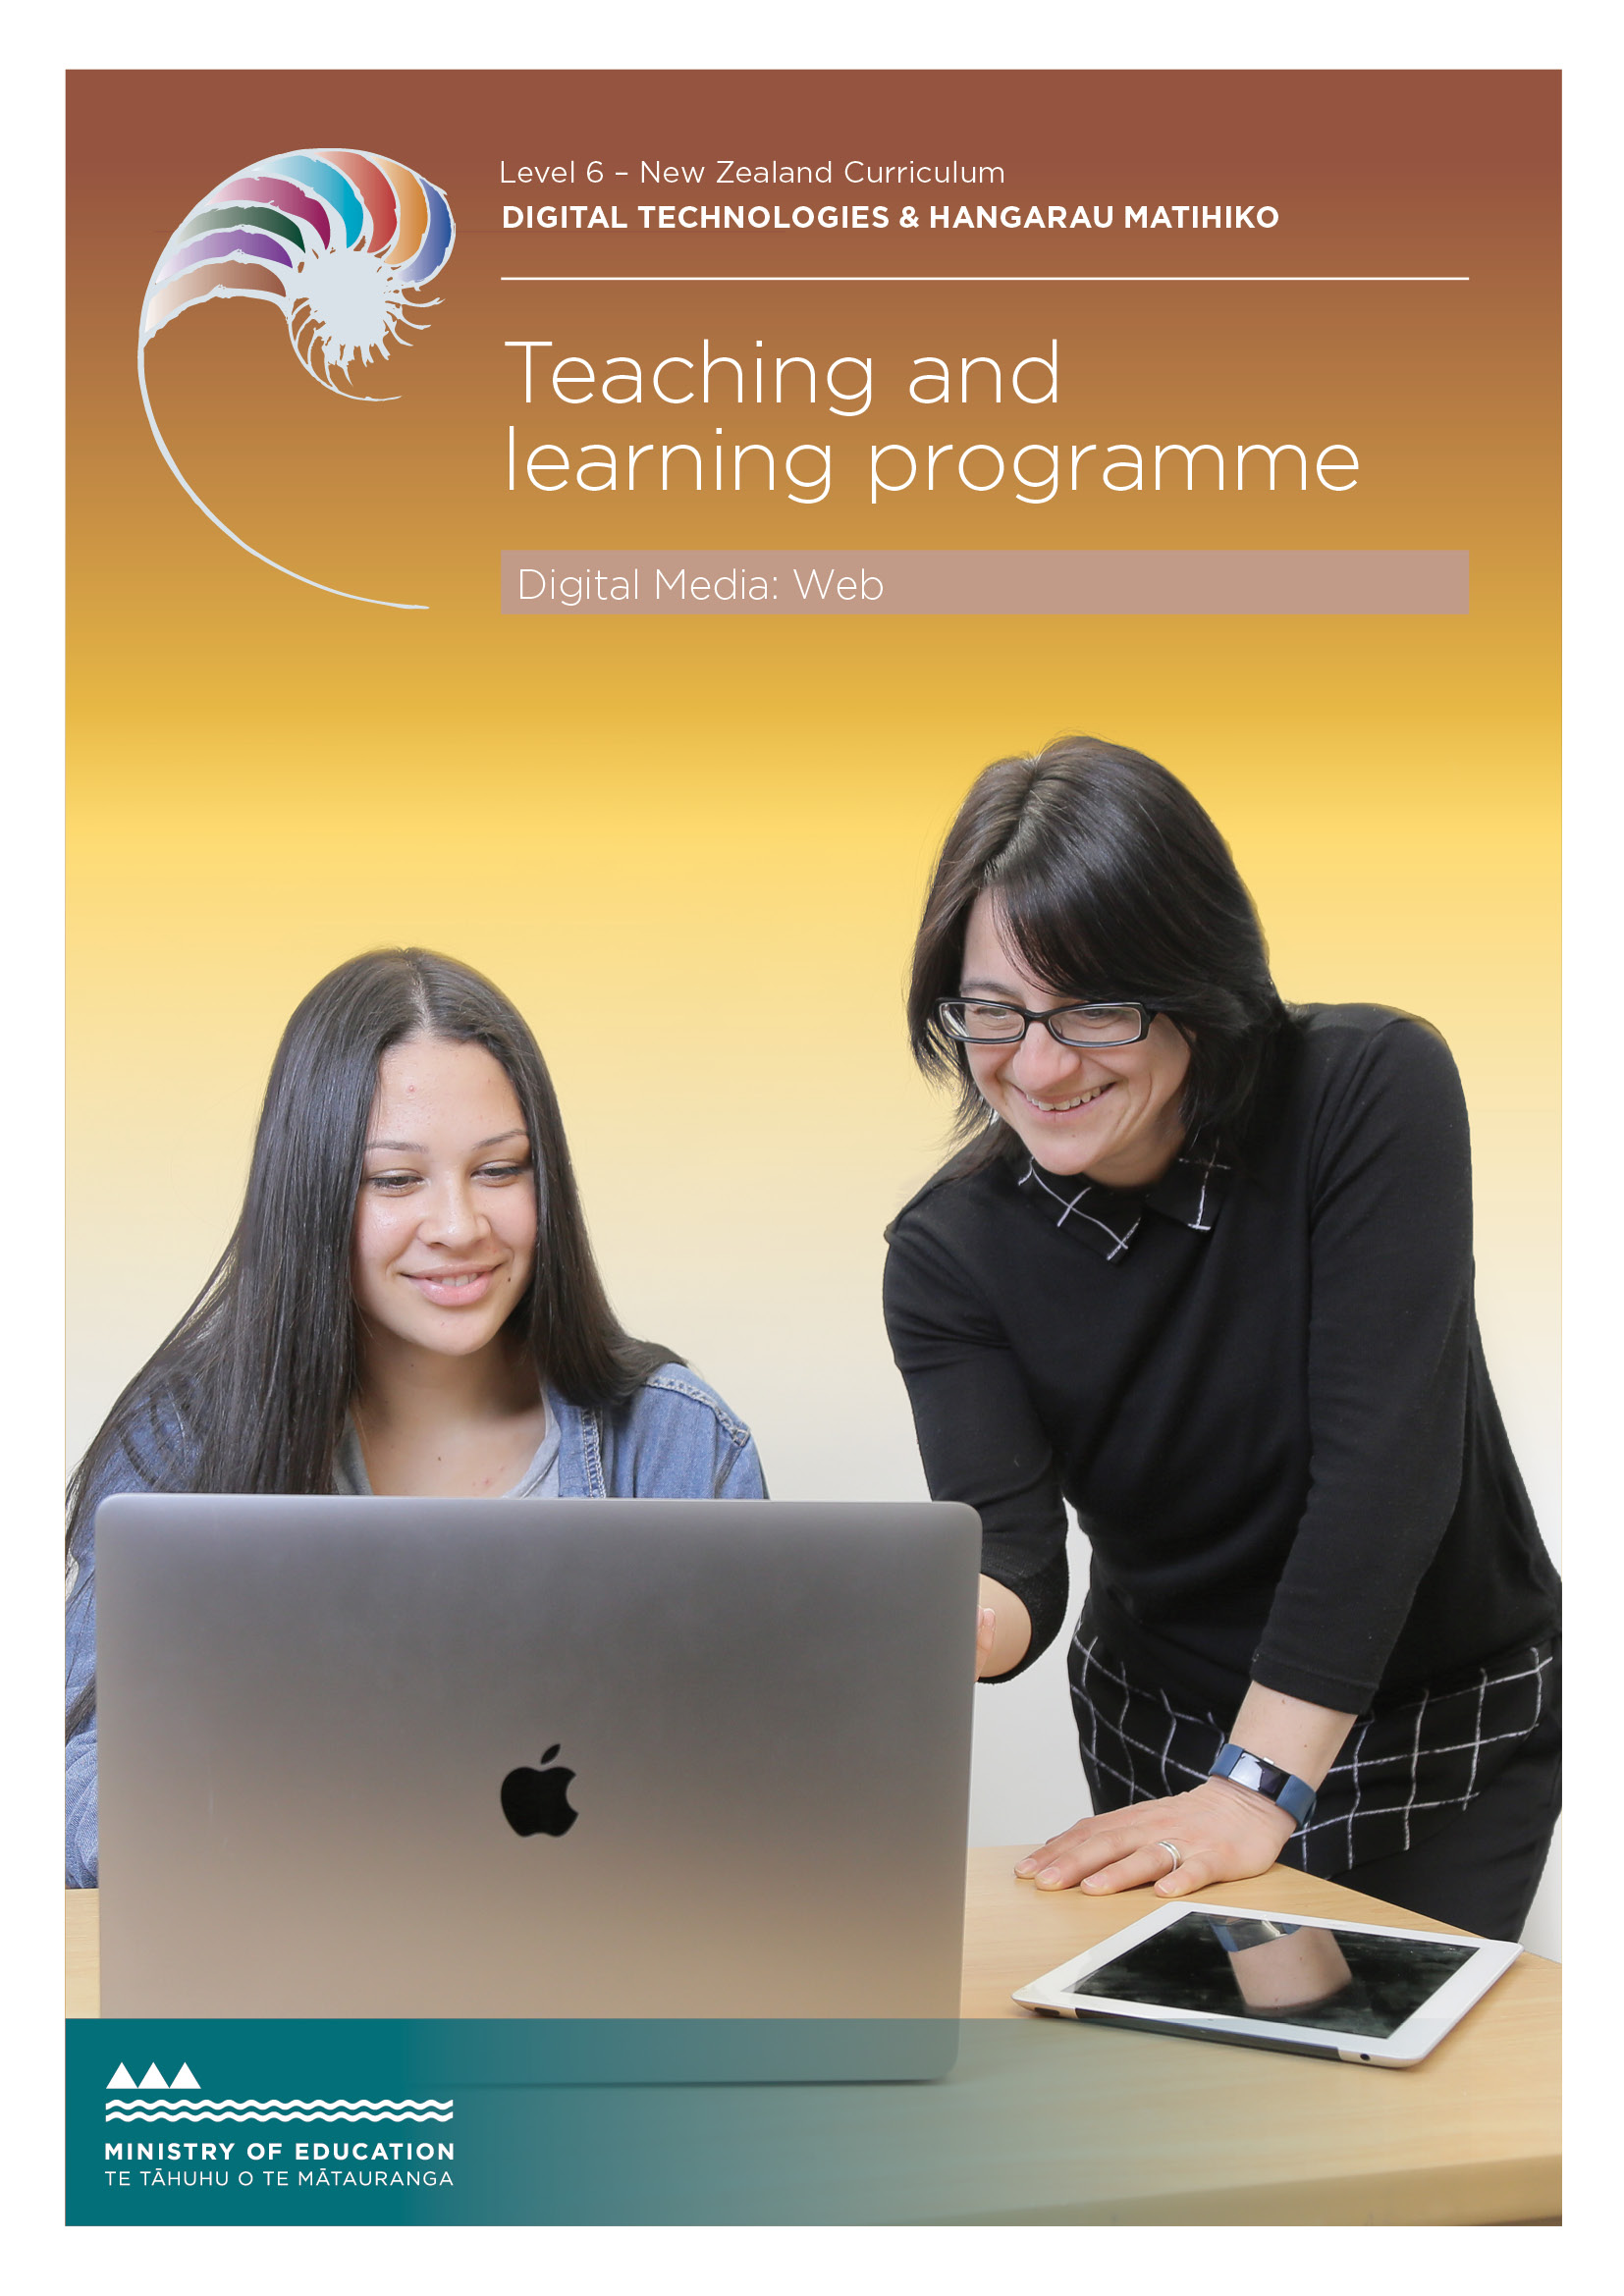 Level 6 – New Zealand Curriculum
DIGITAL TECHNOLOGIES & HANGARAU MATIHIKO
Teaching and
learning programme
Digital Media: Web
MINISTRY OF EDUCATION
TE TĀHUHU O TE MĀTAURANGA